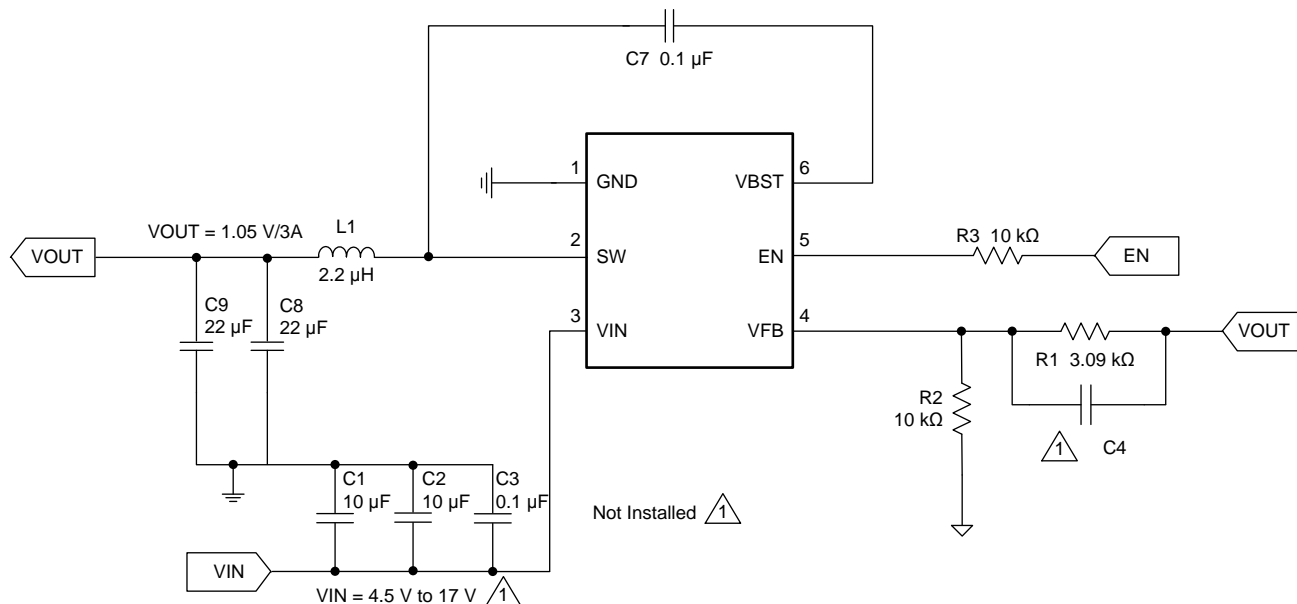 C7 0.1 µF
1
GND
VBST
6
VOUT
VOUT = 1.05 V/3A
L1
2.2 µH
2
SW
EN
5
R3 10 kΩ
EN
C9
22 µF
C8
22 µF
3
VIN
VFB
4
VOUT
R1 3.09 kΩ
R2
10 kΩ
1
C4
C1
10 µF
C2
10 µF
C3
0.1 µF
Not Installed 1
VIN
VIN = 4.5 V to 17 V 1